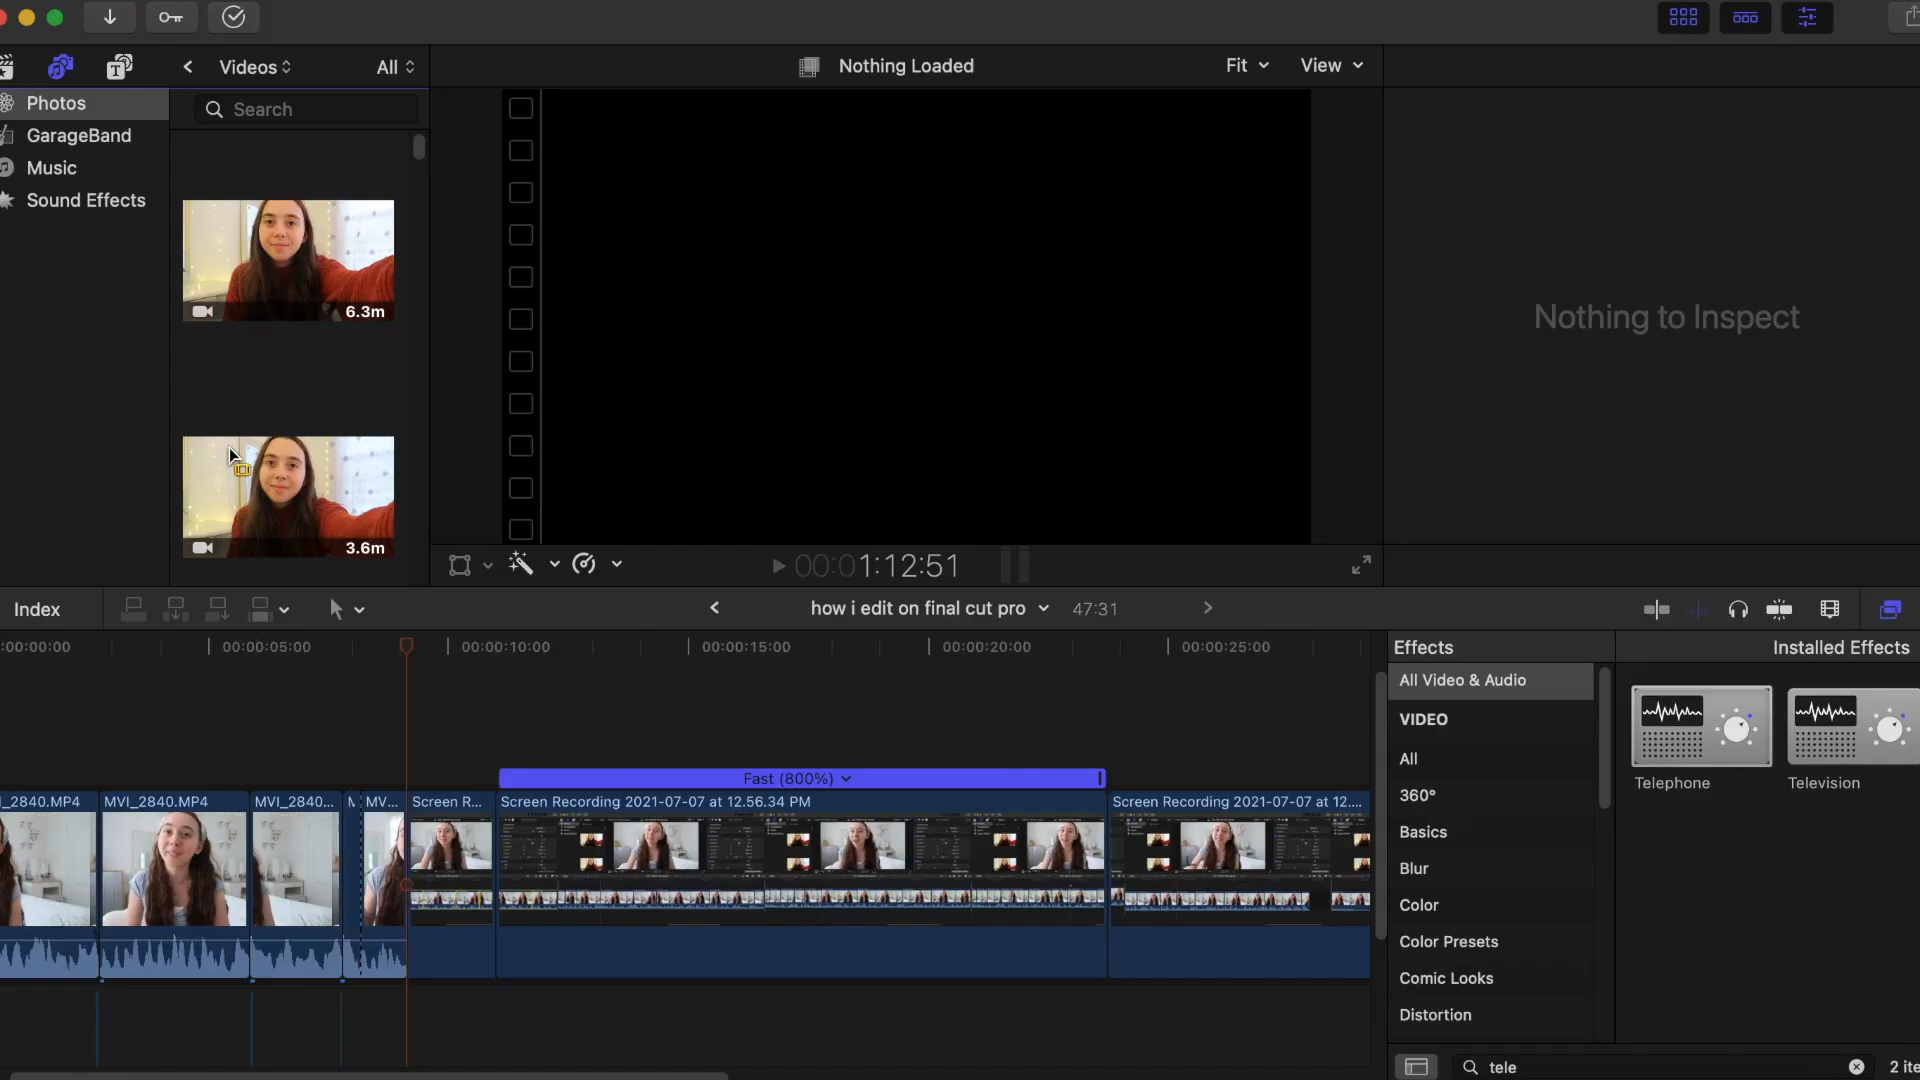 Videos
All
Nothing Loaded
Fit
View
Photos
Search
GarageBand
Music
Sound Effects
6.3m
3.6m
Nothing to Inspect
00:01:12:51
Index
how i edit on final cut pro
47:31
:00:00:00
00:00:05:00
00:00:10:00
00:00:15:00
00:00:20:00
00:00:25:00
Effects
Installed Effects
All Video & Audio
VIDEO
All
360°
Basics
Blur
Color
Color Presets
Comic Looks
Distortion
Telephone
Television
Fast (800%)
I_2840.MP4
MVI_2840.MP4
MVI_2840...
M
MV...
Screen R...
Screen Recording 2021-07-07 at 12.56.34 PM
Screen Recording 2021-07-07 at 12....
tele
2 ite